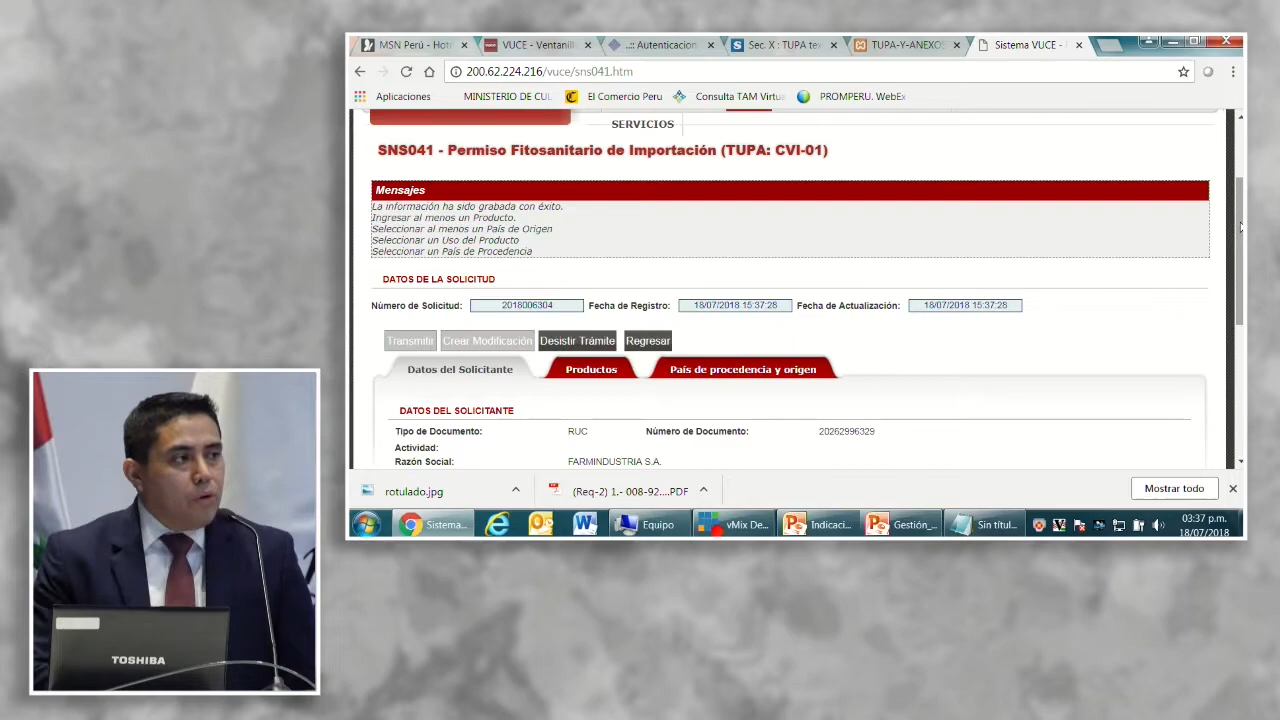 MSN Perú - Hotm
VUCE - Ventanill
..:: Autenticacion
Sec. X : TUPA tex
TUPA-Y-ANEXO
Sistema VUCE -
200.62.224.216/vuce/sns041.htm
Aplicaciones
MINISTERIO DE CUL
El Comercio Peru
Consulta TAM Virtua
PROMPERU. WebEx
SERVICIOS
SNS041 - Permiso Fitosanitario de Importación (TUPA: CVI-01)
Mensajes
La información ha sido grabada con éxito.
Ingresar al menos un Producto.
Seleccionar al menos un País de Origen
Seleccionar un Uso del Producto
Seleccionar un País de Procedencia
DATOS DE LA SOLICITUD
Número de Solicitud: 2018006304 Fecha de Registro: 18/07/2018 15:37:28 Fecha de Actualización: 18/07/2018 15:37:28
Transmitir Crear Modificación Desistir Trámite Regresar
Datos del Solicitante Productos País de procedencia y origen
DATOS DEL SOLICITANTE
Tipo de Documento: RUC Número de Documento: 20262996329
Actividad:
Razón Social: FARMINDUSTRIA S.A.
rotulado.jpg
(Req-2) 1.- 008-92....PDF
Mostrar todo
Sistema...
Equipo
vMix De...
Indicaci...
Gestión_...
Sin títul...
03:37 p.m.
18/07/2018
TOSHIBA